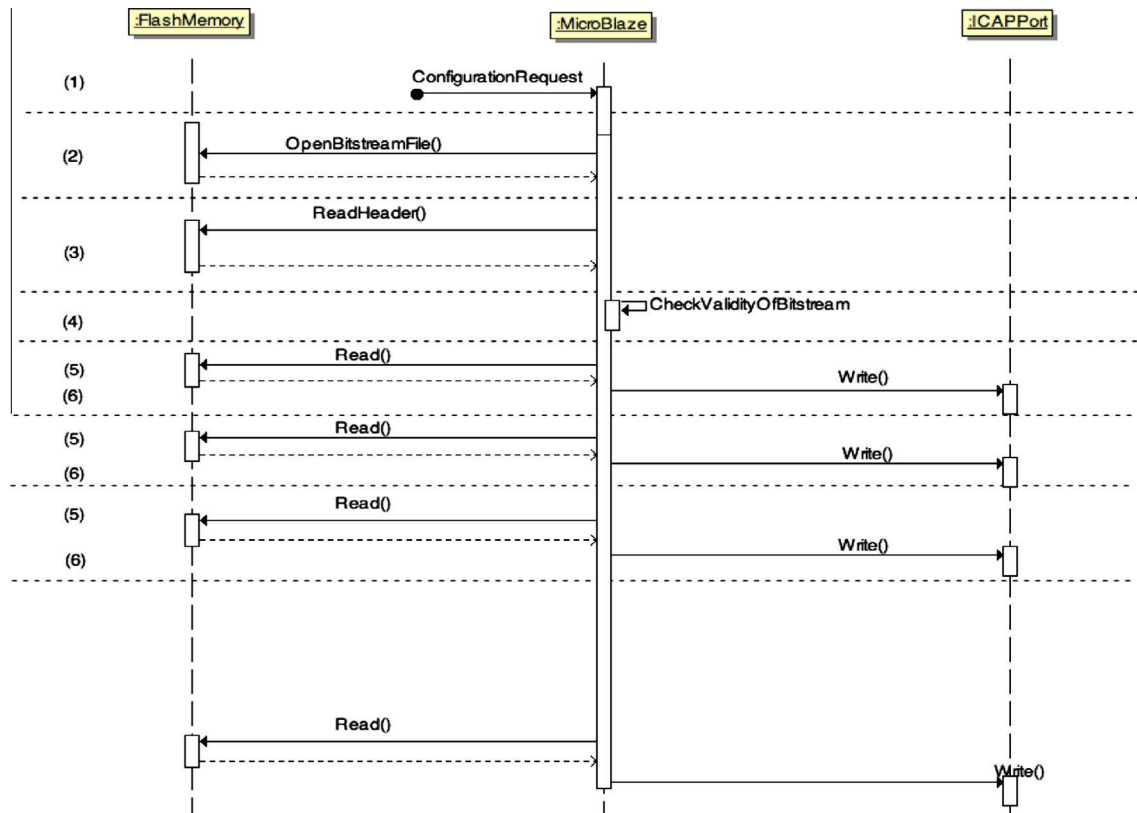 :FlashMemory
:MicroBlaze
:ICAPPort
(1)
ConfigurationRequest
(2)
OpenBitstreamFile()
(3)
ReadHeader()
(4)
CheckValidityOfBitstream
(5)
Read()
(6)
Write()
(5)
Read()
(6)
Write()
(5)
Read()
(6)
Write()
Read()
Write()